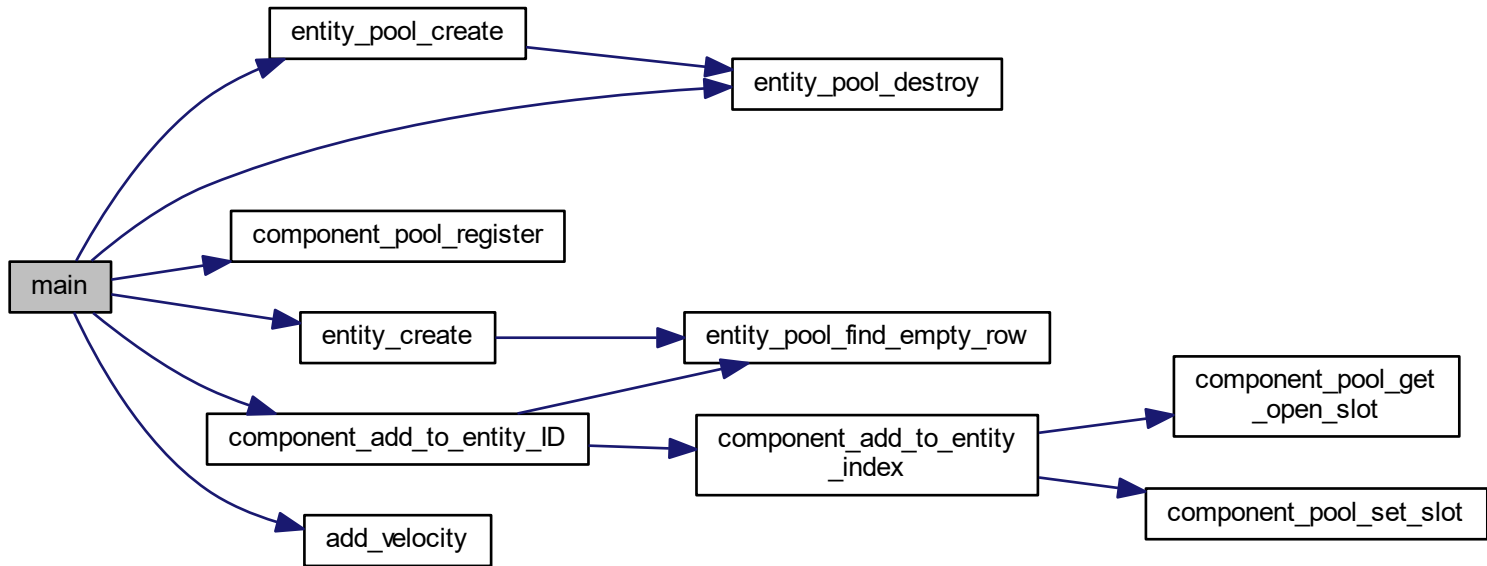 entity_pool_create
entity_pool_destroy
component_pool_register
main
entity_create
entity_pool_find_empty_row
component_pool_get
_open_slot
component_add_to_entity_ID
component_add_to_entity
_index
component_pool_set_slot
add_velocity